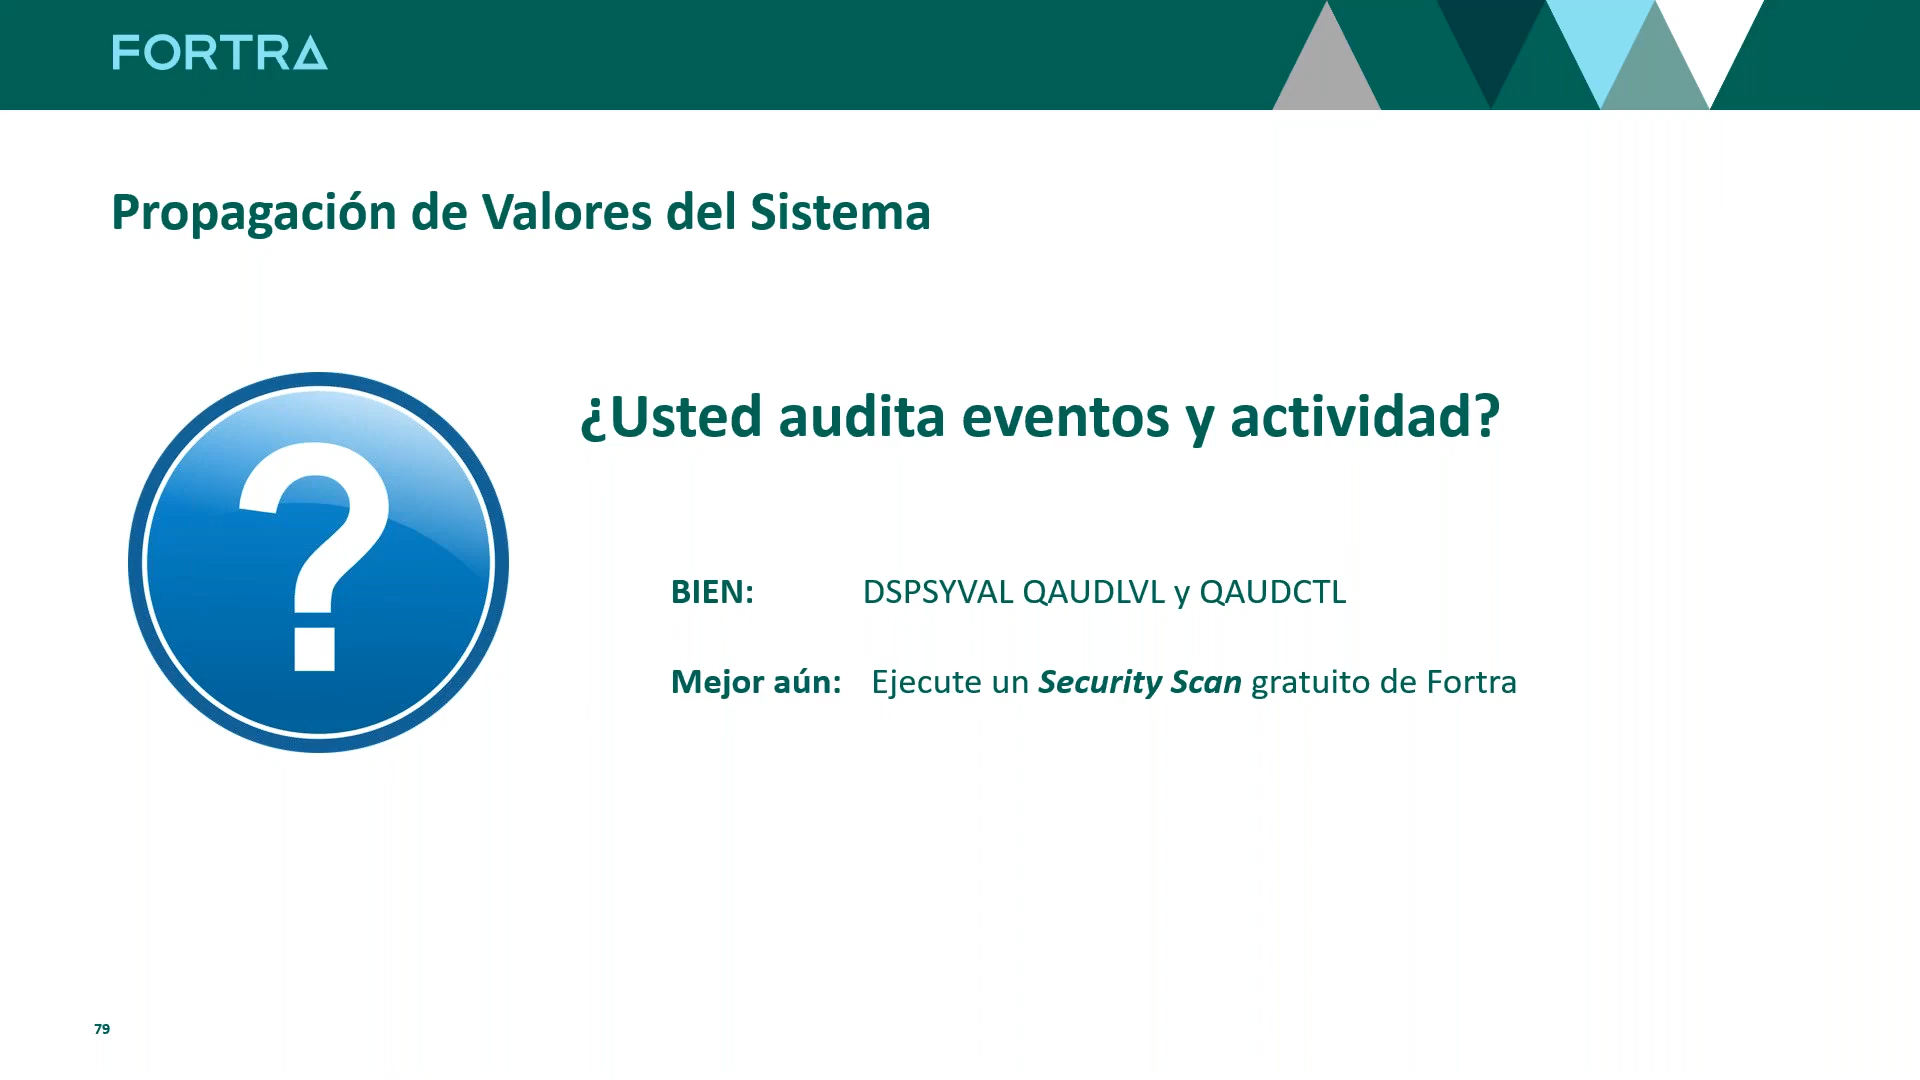 FORTRA
Propagación de Valores del Sistema
¿Usted audita eventos y actividad?
BIEN: DSPSYVAL QAUDLVL y QAUDCTL
Mejor aún: Ejecute un Security Scan gratuito de Fortra
79